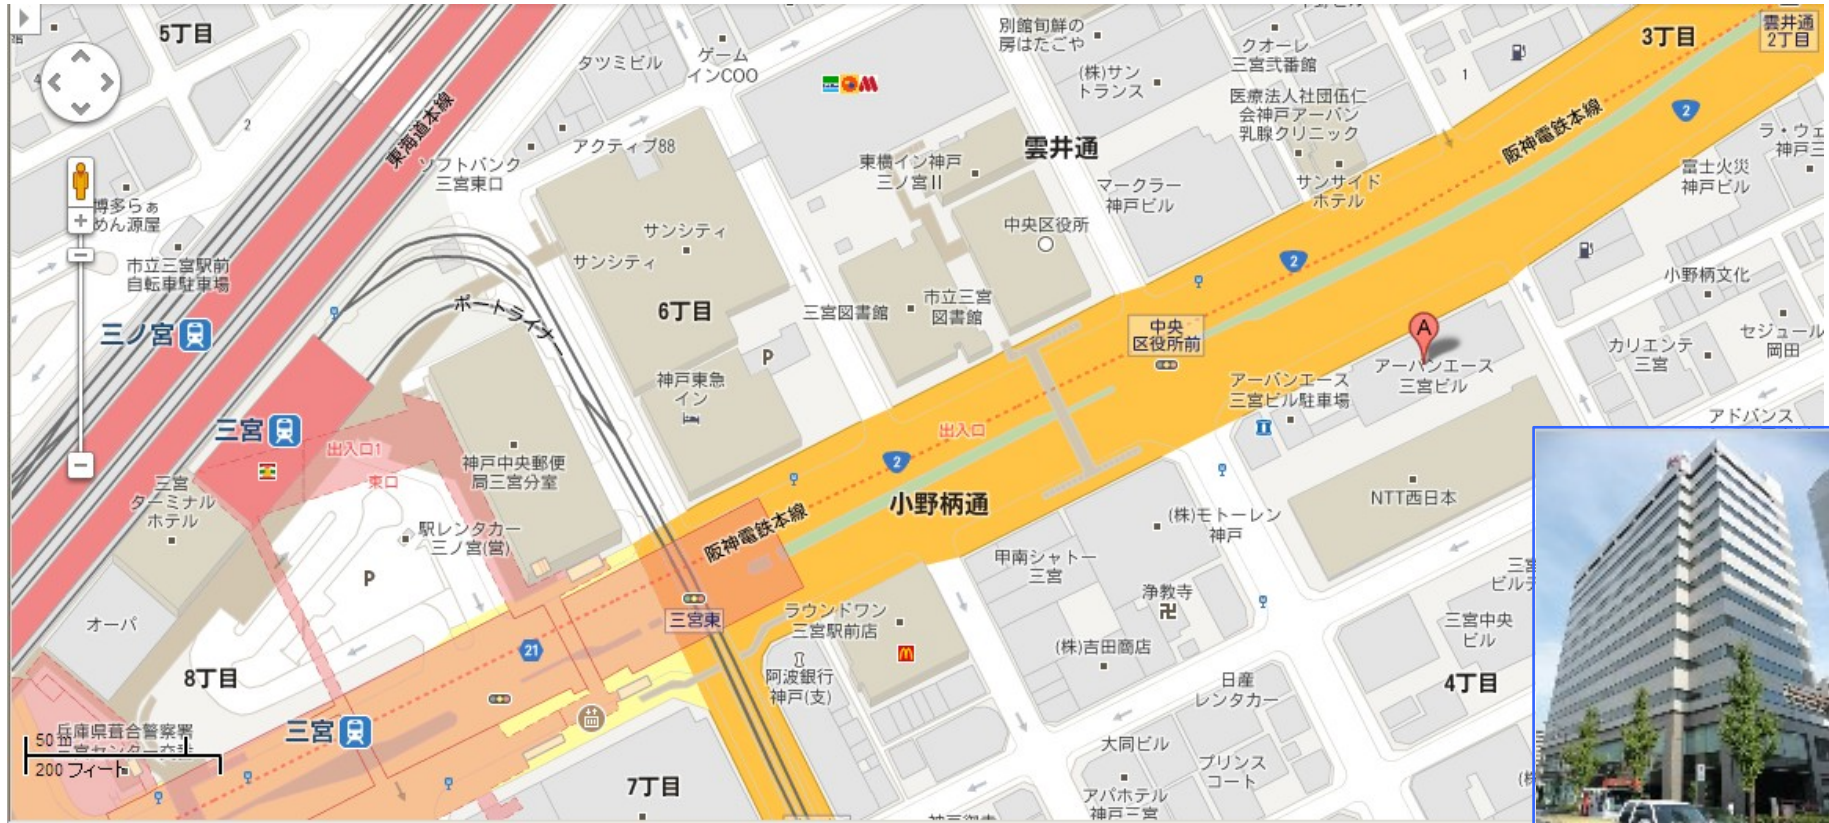 5丁目
タツミビル
ゲーム
インCOO
別館旬鮮の
房はたごや
(株)サン
トランス
クオーレ
三宮弐番館
3丁目
雲井通
2丁目
1
2
東海道本線
ソフトバンク
三宮東口
アクティブ88
東横イン神戸
三ノ宮II
雲井通
医療法人社団伍仁
会神戸アーバン
乳腺クリニック
阪神電鉄本線
2
富士火災
神戸ビル
博多らぁ
めん源屋
マークラー
神戸ビル
サンサイド
ホテル
サンシティ
サンシティ
中央区役所
市立三宮駅前
自転車駐車場
2
小野柄文化
三ノ宮
ポートライナー
6丁目
三宮図書館
市立三宮
図書館
中央
区役所前
A
カリエンテ
三宮
セジュール
岡田
P
神戸東急
イン
アーバンエース
三宮ビル駐車場
アーバンエース
三宮ビル
アドバンス
三宮
出入口1
東口
神戸中央郵便
局三宮分室
出入口
2
三宮
ターミナル
ホテル
小野柄通
NTT西日本
駅レンタカー
三ノ宮(営)
阪神電鉄本線
(株)モトーレン
神戸
甲南シャトー
三宮
P
浄教寺
オーパ
三宮東
ラウンドワン
三宮駅前店
三宮中央
ビル
21
(株)吉田商店
8丁目
阿波銀行
神戸(支)
日産
レンタカー
4丁目
三宮
兵庫県葺合警察署
50 m
200 フィート
大同ビル
プリンス
コート
7丁目
アパホテル
神戸三宮